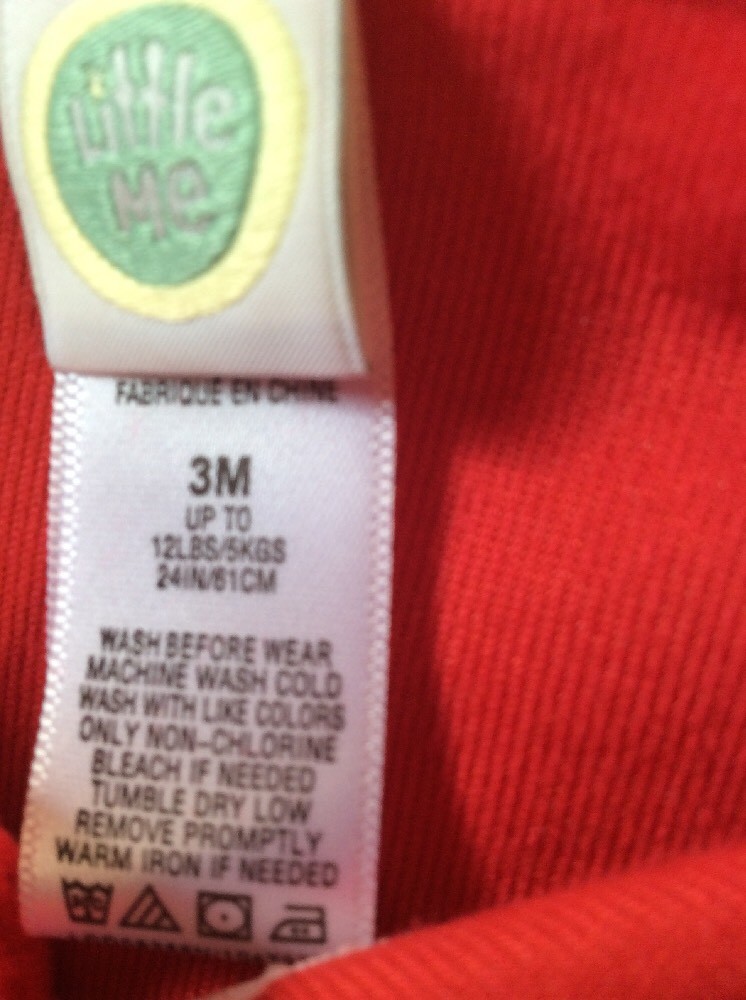 Little
Me
FABRIQUE EN CHINE
3M
UP TO
12LBS/5KGS
24IN/61CM
WASH BEFORE WEAR
MACHINE WASH COLD
WASH WITH LIKE COLORS
ONLY NON-CHLORINE
BLEACH IF NEEDED
TUMBLE DRY LOW
REMOVE PROMPTLY
WARM IRON IF NEEDED